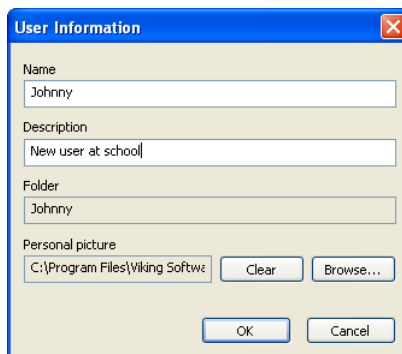 User Information
Name
Johnny
Description
New user at school
Folder
Johnny
Personal picture
C:\Program Files\Viking Softwa Clear Browse...
OK Cancel